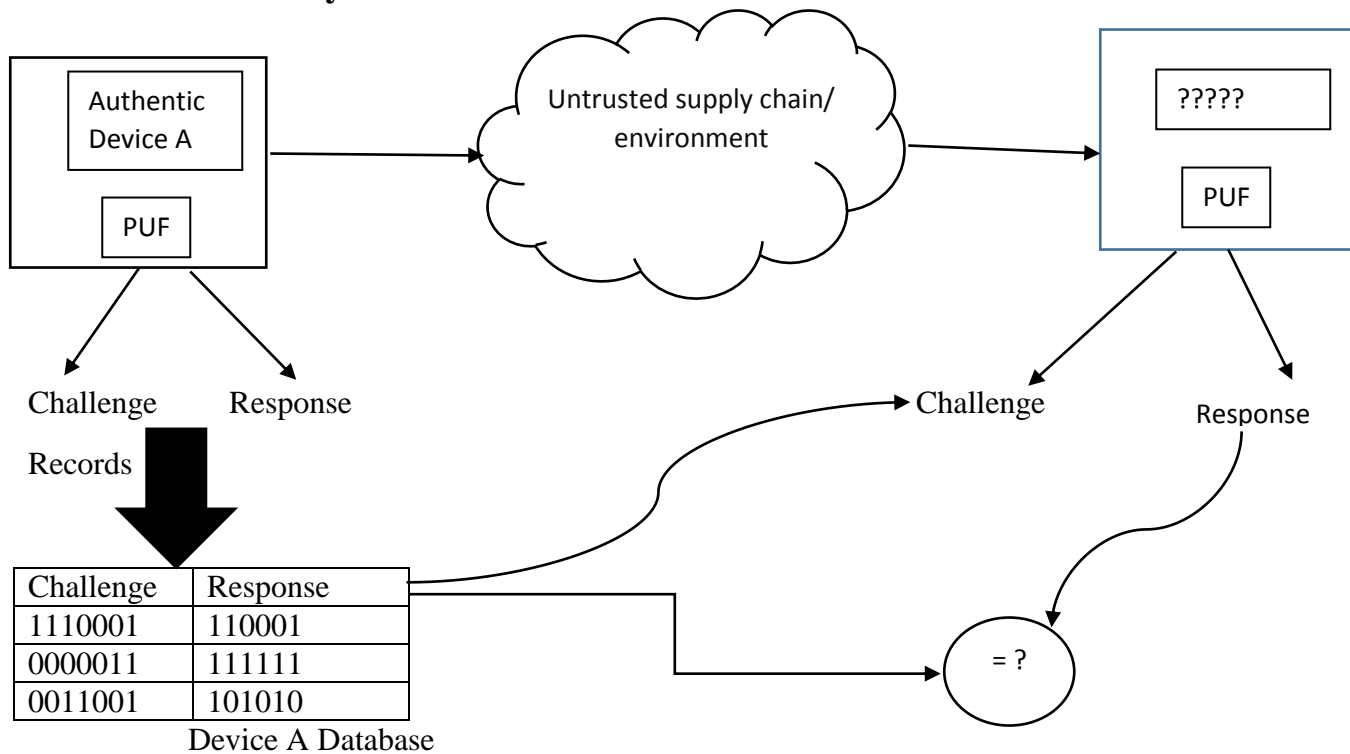 Authentic
Device A
PUF
Untrusted supply chain/
environment
?????
PUF
Challenge Response
Records
Challenge
Response
Challenge Response
1110001 110001
0000011 111111
0011001 101010
Device A Database
= ?